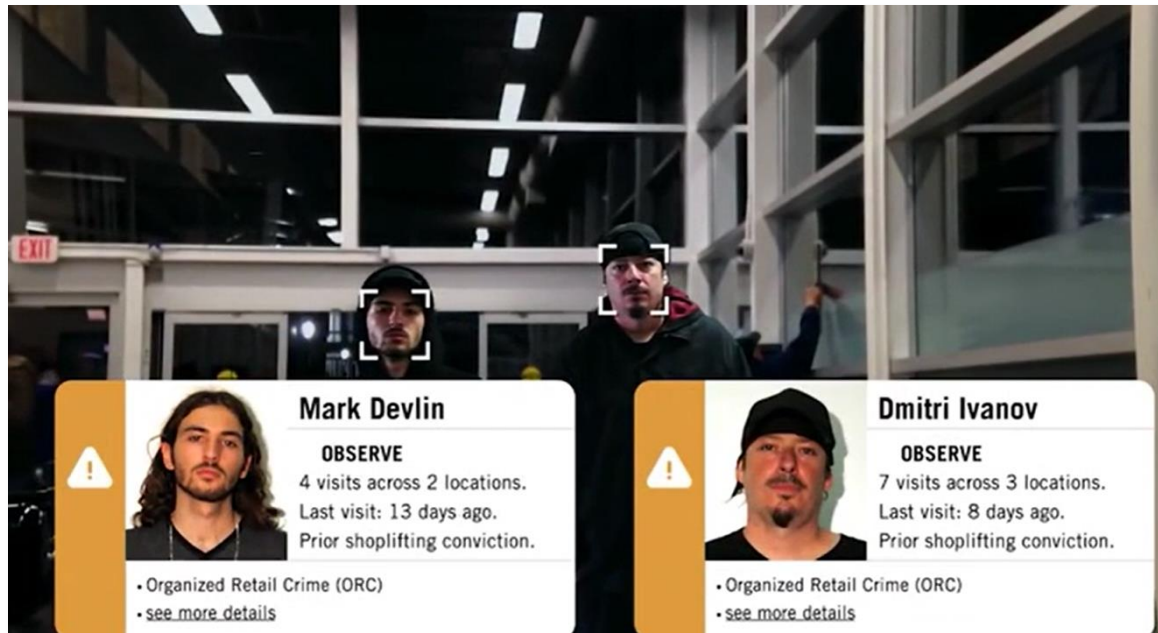 EXIT
Mark Devlin
OBSERVE
4 visits across 2 locations.
Last visit: 13 days ago.
Prior shoplifting conviction.
• Organized Retail Crime (ORC)
• see more details
Dmitri Ivanov
OBSERVE
7 visits across 3 locations.
Last visit: 8 days ago.
Prior shoplifting conviction.
• Organized Retail Crime (ORC)
• see more details